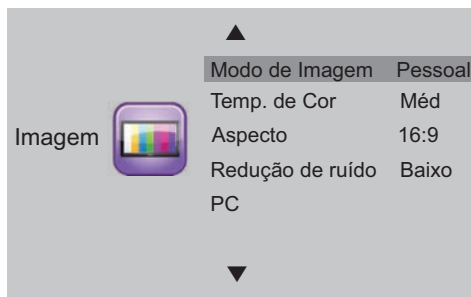 Modo de Imagem Pessoal
Temp. de Cor Méd
Imagem
Aspecto 16:9
Redução de ruído Baixo
PC